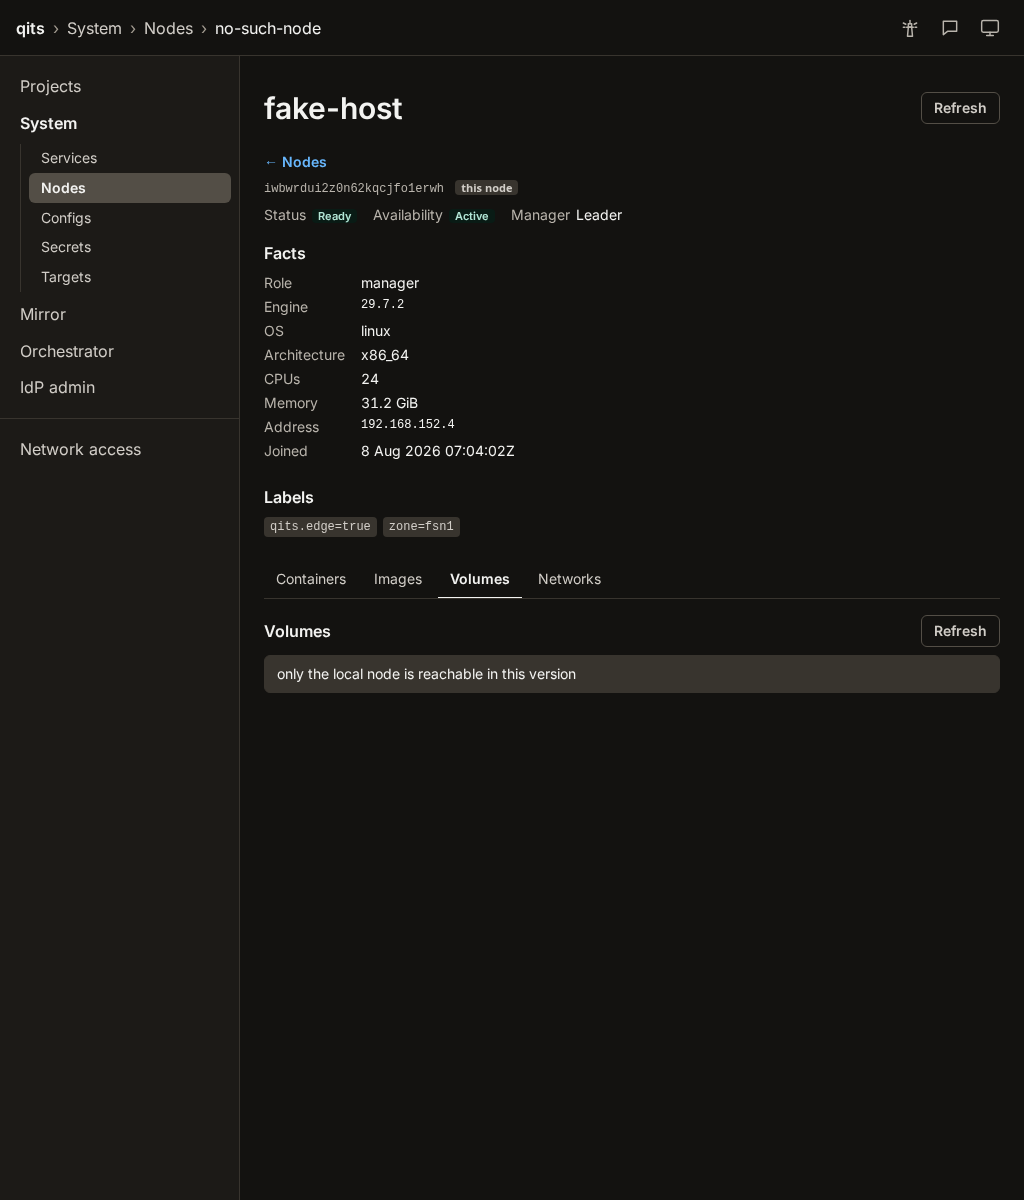 qits › System › Nodes › no-such-node
Projects
System
Services
Nodes
Configs
Secrets
Targets
Mirror
Orchestrator
IdP admin
Network access
fake-host
Refresh
← Nodes
iwbwrdui2z0n62kqcjfo1erwh this node
Status Ready Availability Active Manager Leader
Facts
Role manager
Engine 29.7.2
OS linux
Architecture x86_64
CPUs 24
Memory 31.2 GiB
Address 192.168.152.4
Joined 8 Aug 2026 07:04:02Z
Labels
qits.edge=true zone=fsn1
Containers Images Volumes Networks
Volumes
Refresh
only the local node is reachable in this version